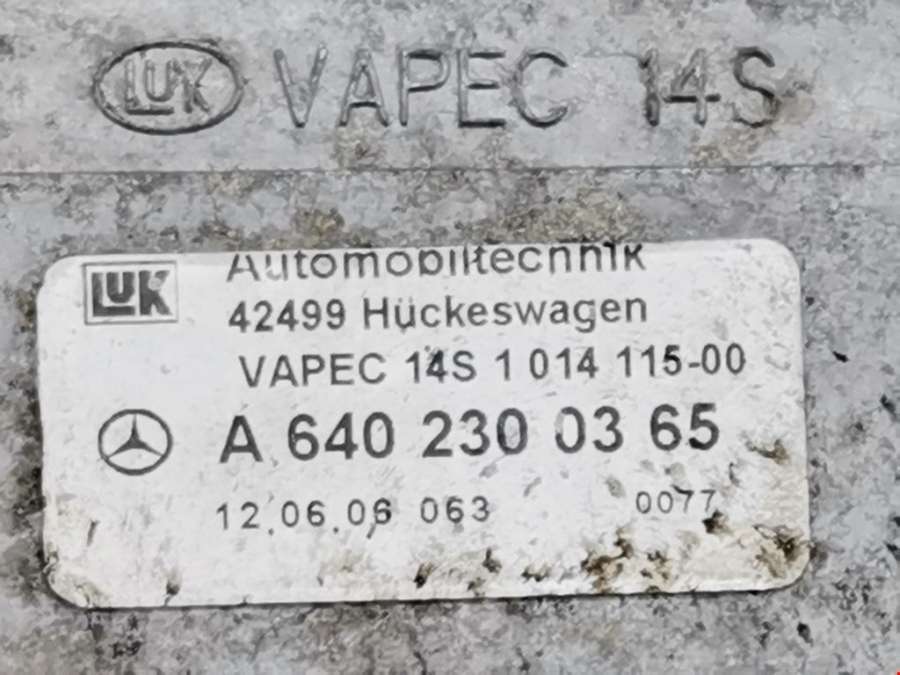 LUK VAPEC 14S
LUK Automobiltechnik
42499 Hückeswagen
VAPEC 14S 1 014 115-00
A 640 230 03 65
12.06.06 063 0077